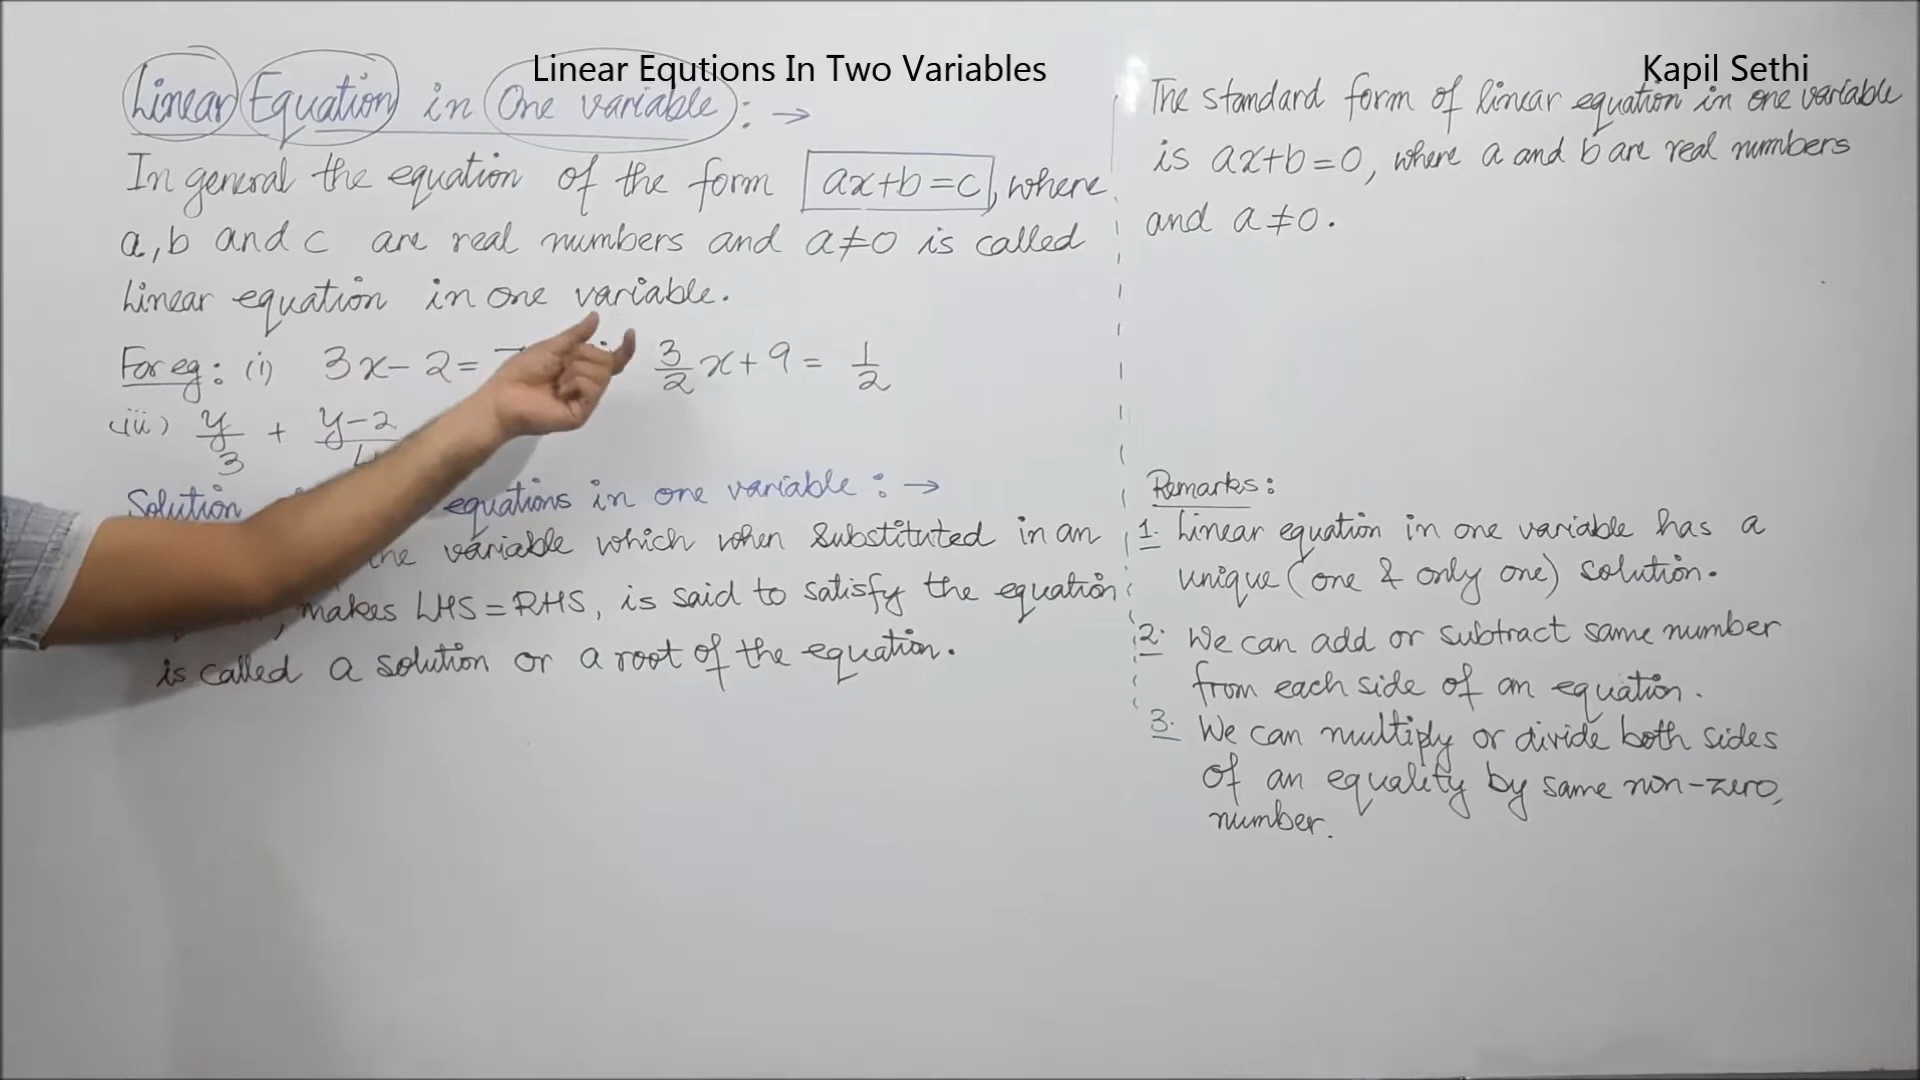 Linear Equtions In Two Variables
Kapil Sethi
Linear Equation in One variable : →
In general the equation of the form ax+b=c, where
a, b and c are real numbers and a≠0 is called
Linear equation in one variable.
For eg: (i) 3x-2= 3/2 x+9 = 1/2
(iii) y/3 + y-2
Solution equations in one variable : →
variable which when substituted in an
makes LHS=RHS, is said to satisfy the equation
is called a solution or a root of the equation.
The standard form of linear equation in one variable
is ax+b=0, where a and b are real numbers
and a≠0.
Remarks:
1. Linear equation in one variable has a
unique (one & only one) solution.
2. We can add or subtract same number
from each side of an equation.
3. We can multiply or divide both sides
of an equality by same non-zero,
number.